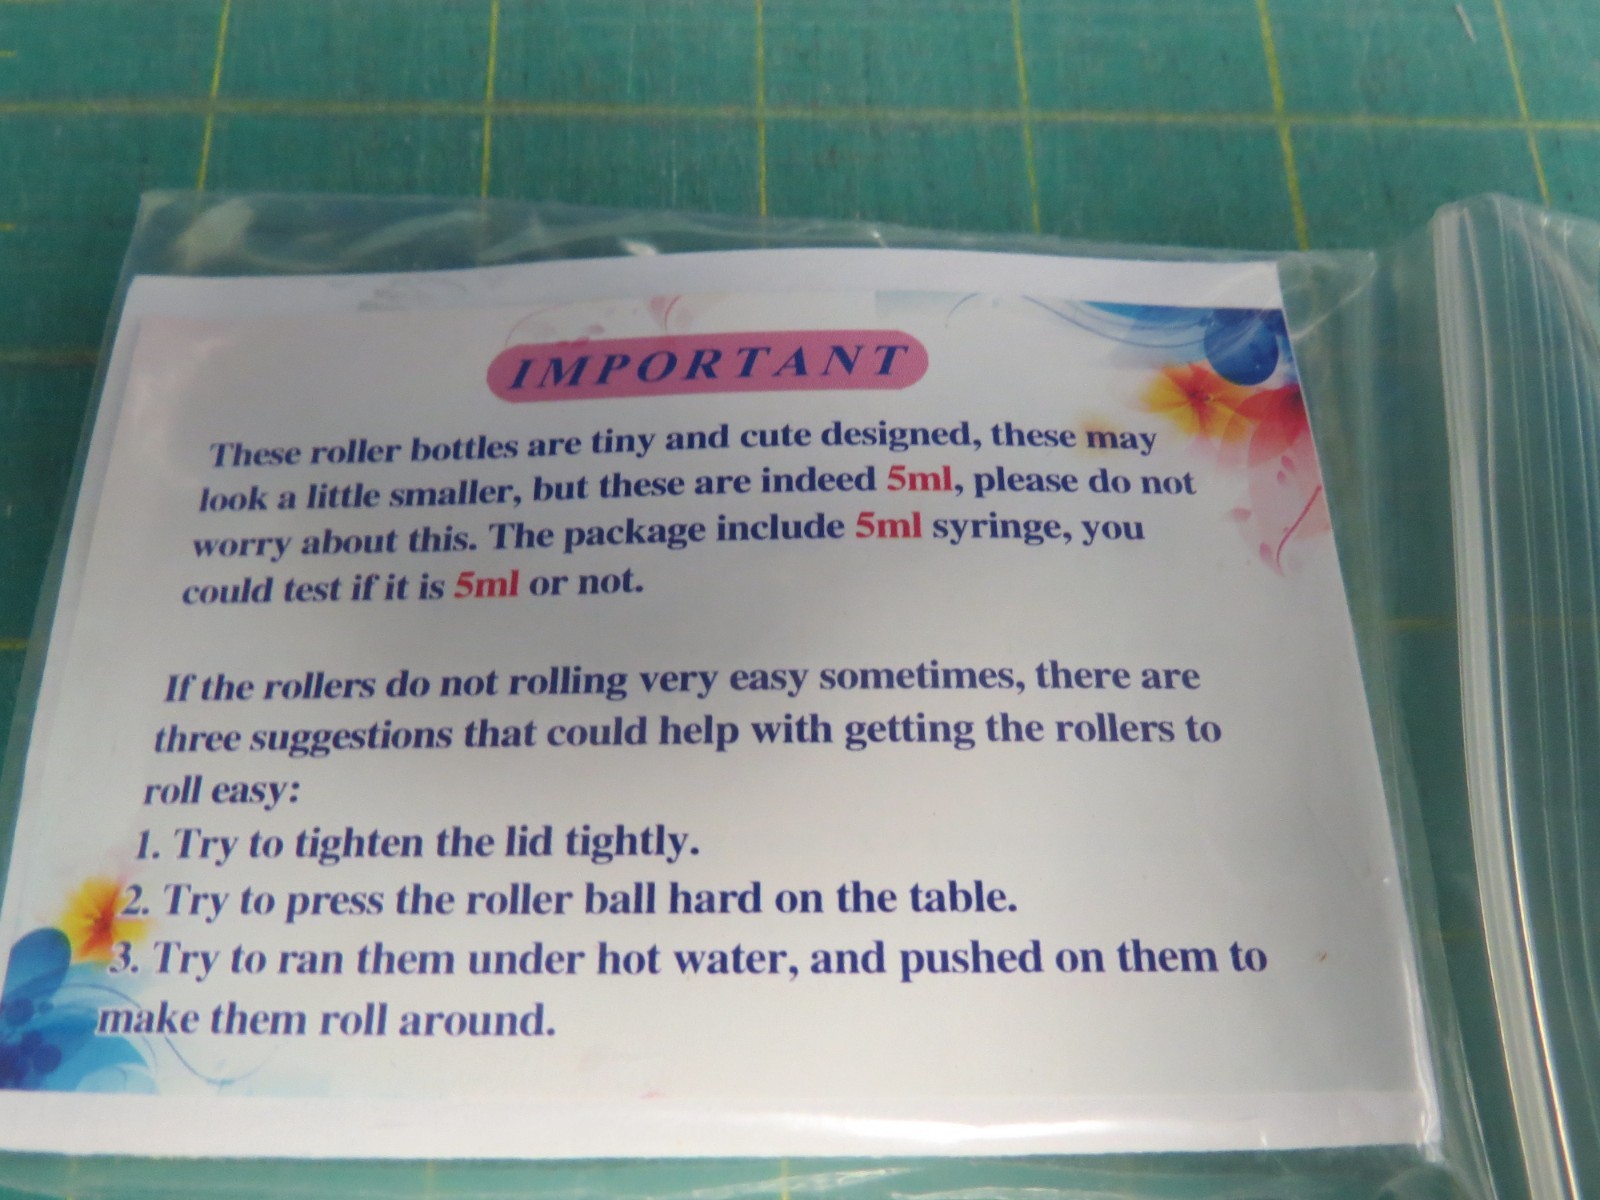 IMPORTANT
These roller bottles are tiny and cute designed, these may
look a little smaller, but these are indeed 5ml, please do not
worry about this. The package include 5ml syringe, you
could test if it is 5ml or not.
If the rollers do not rolling very easy sometimes, there are
three suggestions that could help with getting the rollers to
roll easy:
1. Try to tighten the lid tightly.
2. Try to press the roller ball hard on the table.
3. Try to ran them under hot water, and pushed on them to
make them roll around.